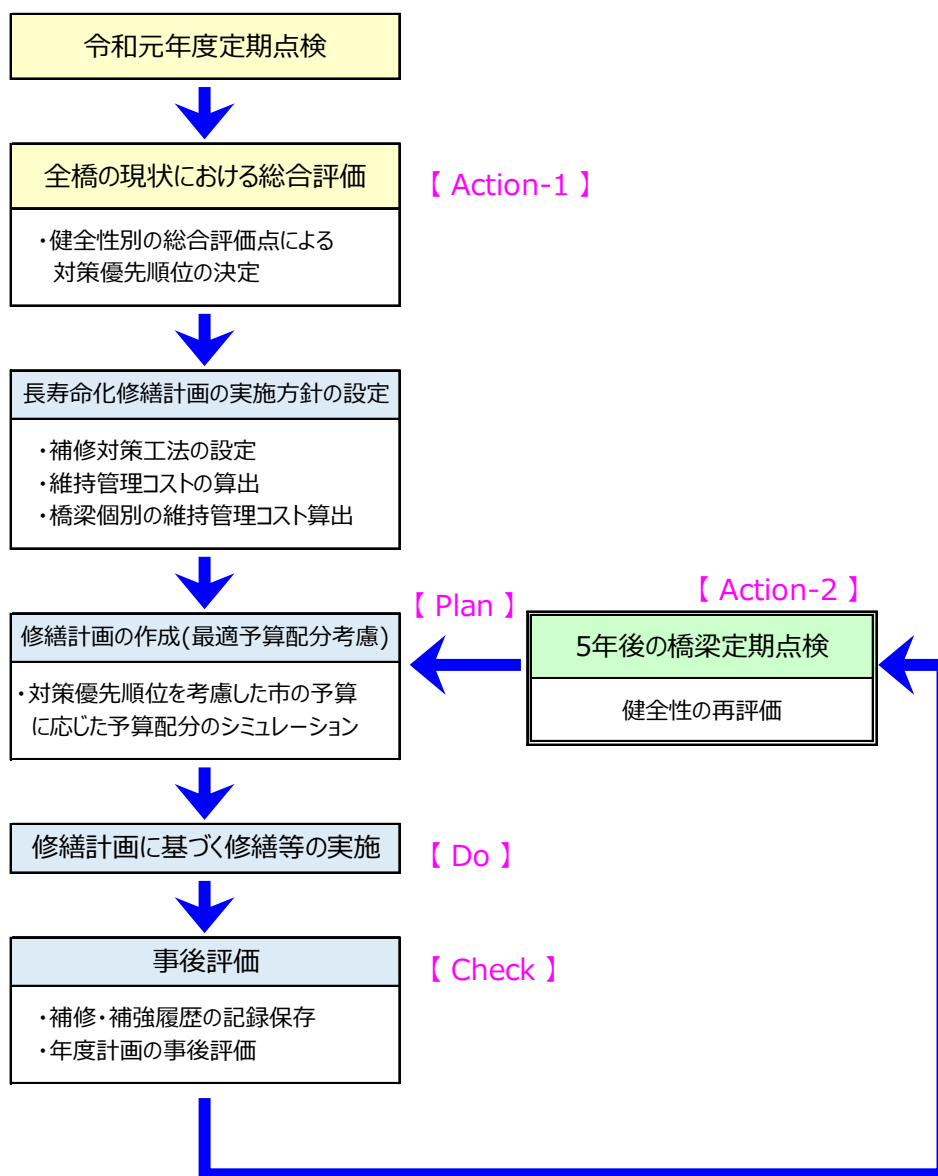 令和元年度定期点検
全橋の現状における総合評価
【 Action-1 】
・健全性別の総合評価点による
対策優先順位の決定
長寿命化修繕計画の実施方針の設定
・補修対策工法の設定
・維持管理コストの算出
・橋梁個別の維持管理コスト算出
【 Plan 】
修繕計画の作成(最適予算配分考慮)
・対策優先順位を考慮した市の予算
に応じた予算配分のシミュレーション
【 Action-2 】
5年後の橋梁定期点検
健全性の再評価
修繕計画に基づく修繕等の実施
【 Do 】
事後評価
【 Check 】
・補修・補強履歴の記録保存
・年度計画の事後評価